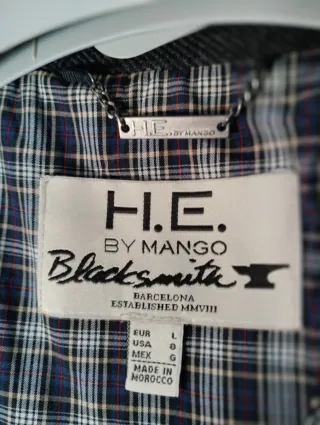 H.E. BY MANGO
H.E.
BY MANGO
Blacksmith
BARCELONA
ESTABLISHED MMVIII
EUR L
USA 8
MEX G
MADE IN
MOROCCO